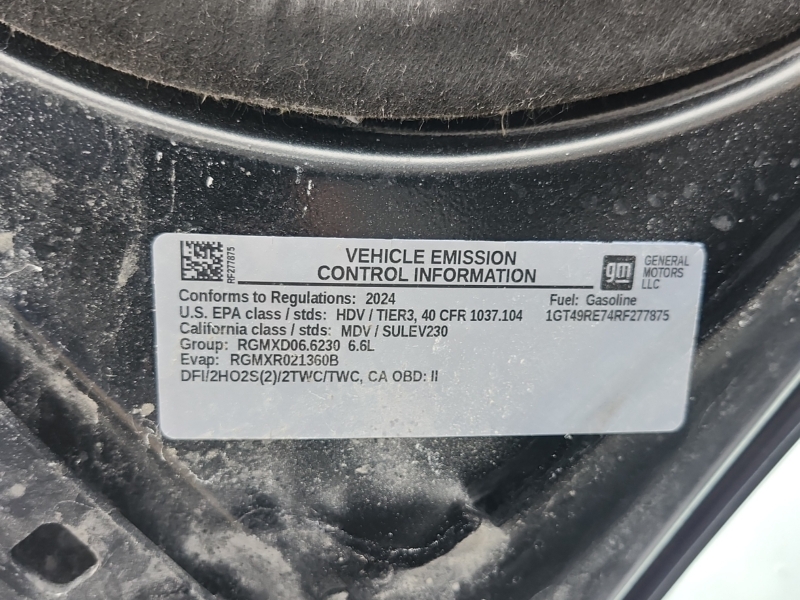 RF277875
VEHICLE EMISSION
CONTROL INFORMATION
gm
GENERAL
MOTORS
LLC
Conforms to Regulations: 2024
Fuel: Gasoline
U.S. EPA class / stds: HDV / TIER3, 40 CFR 1037.104
1GT49RE74RF277875
California class / stds: MDV / SULEV230
Group: RGMXD06.6230 6.6L
Evap: RGMXR021360B
DFI/2HO2S(2)/2TWC/TWC, CA OBD: II